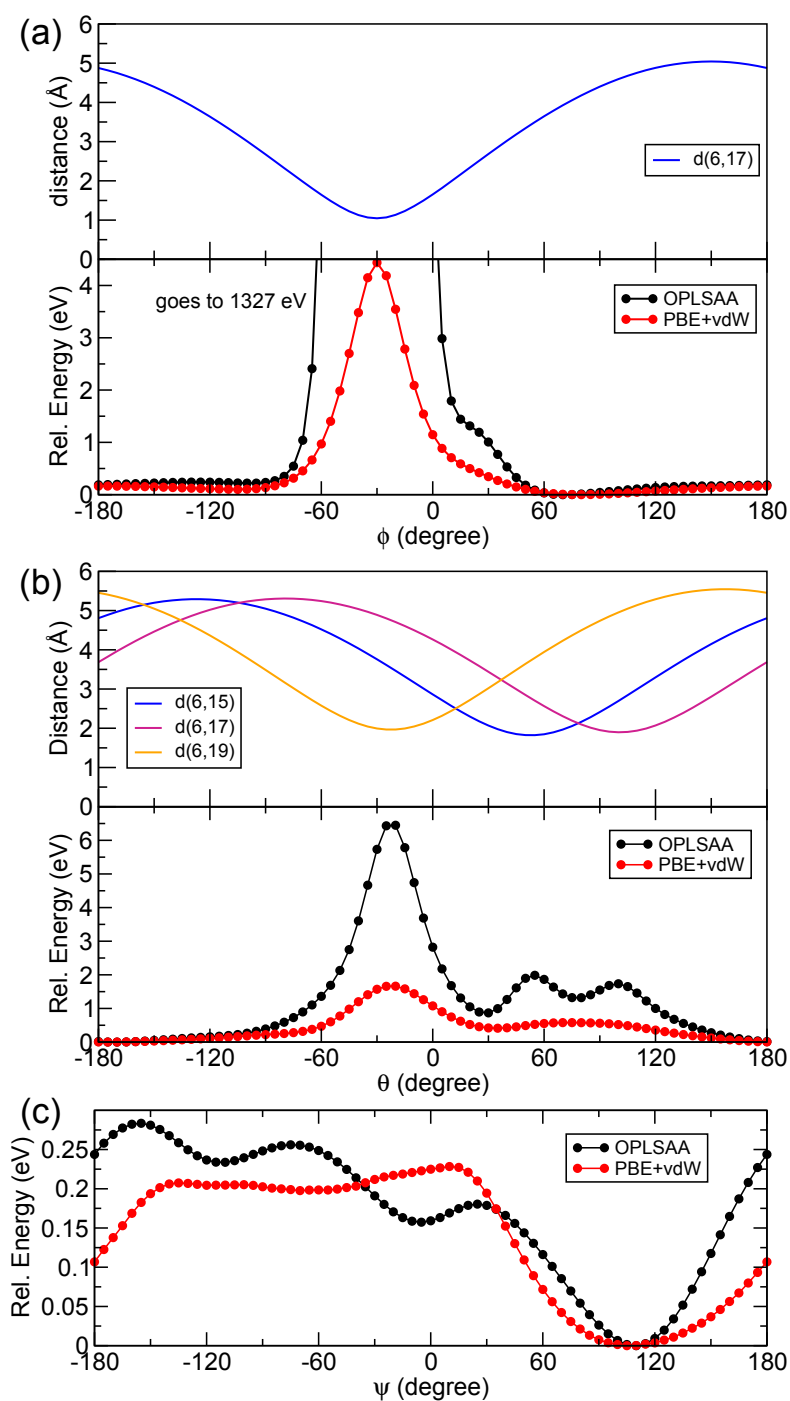 (a)
6
5
4
3
2
1
0
distance (Å)
d(6,17)
4
3
2
1
0
Rel. Energy (eV)
goes to 1327 eV
OPLSAA
PBE+vdW
-180 -120 -60 0 60 120 180
ϕ (degree)
(b)
6
5
4
3
2
1
0
Distance (Å)
d(6,15)
d(6,17)
d(6,19)
6
5
4
3
2
1
0
Rel. Energy (eV)
OPLSAA
PBE+vdW
-180 -120 -60 0 60 120 180
θ (degree)
(c)
0.25
0.2
0.15
0.1
0.05
0
Rel. Energy (eV)
OPLSAA
PBE+vdW
-180 -120 -60 0 60 120 180
ψ (degree)